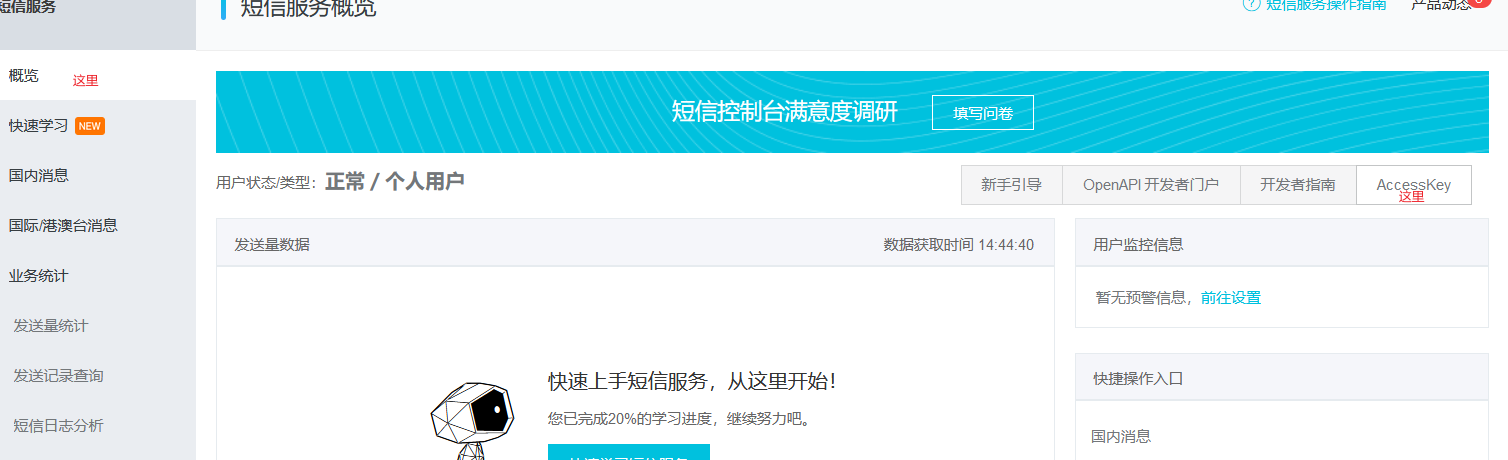 短信服务
短信服务概览
? 短信服务操作指南 产品动态
概览 这里
快速学习 NEW
国内消息
国际/港澳台消息
业务统计
发送量统计
发送记录查询
短信日志分析
短信控制台满意度调研 填写问卷
用户状态/类型: 正常 / 个人用户
新手引导 OpenAPI 开发者门户 开发者指南 AccessKey
这里
发送量数据 数据获取时间 14:44:40
快速上手短信服务，从这里开始！
您已完成20%的学习进度，继续努力吧。
快速学习短信服务
用户监控信息
暂无预警信息，前往设置
快捷操作入口
国内消息